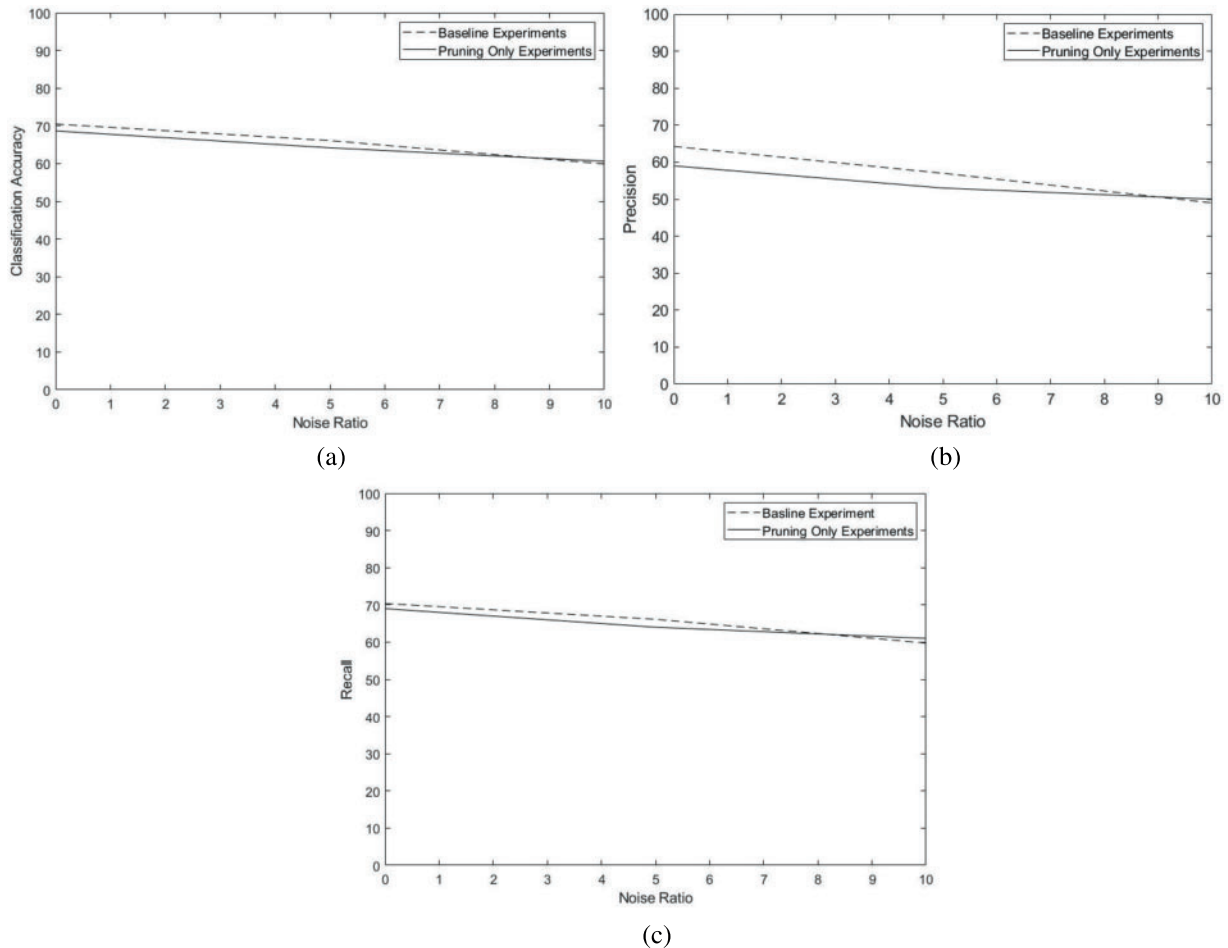 100
90
80
70
60
50
40
30
20
10
0
Classification Accuracy
Baseline Experiments
Pruning Only Experiments
0 1 2 3 4 5 6 7 8 9 10
Noise Ratio
(a)
100
90
80
70
60
50
40
30
20
10
0
Precision
Baseline Experiments
Pruning Only Experiments
0 1 2 3 4 5 6 7 8 9 10
Noise Ratio
(b)
100
90
80
70
60
50
40
30
20
10
0
Recall
Basline Experiment
Pruning Only Experiments
0 1 2 3 4 5 6 7 8 9 10
Noise Ratio
(c)